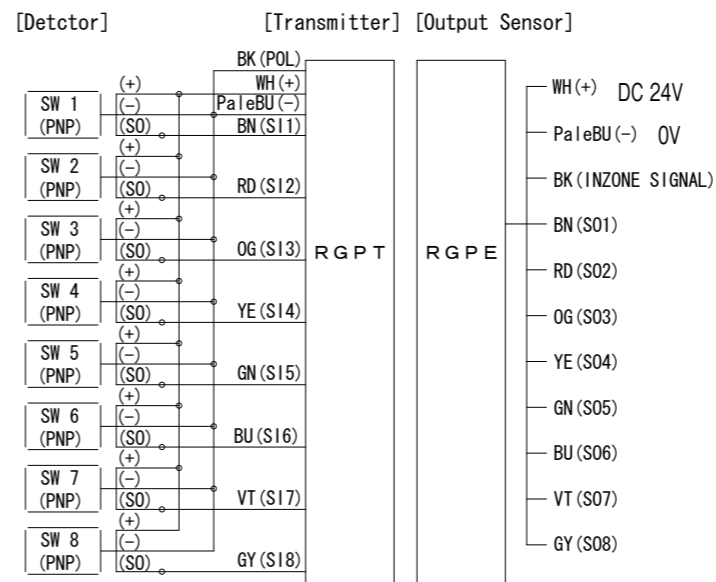 [Detctor] [Transmitter] [Output Sensor]
BK(POL)
(+) WH(+)
SW 1 (-) PaleBU(-)
(PNP) (SO) BN(SI1)
(+)
SW 2 (-)
(PNP) (SO) RD(SI2)
(+)
SW 3 (-)
(PNP) (SO) OG(SI3)
(+)
SW 4 (-)
(PNP) (SO) YE(SI4)
(+)
SW 5 (-)
(PNP) (SO) GN(SI5)
(+)
SW 6 (-)
(PNP) (SO) BU(SI6)
(+)
SW 7 (-)
(PNP) (SO) VT(SI7)
(+)
SW 8 (-)
(PNP) (SO) GY(SI8)
RGPT
RGPE
WH(+) DC 24V
PaleBU(-) 0V
BK(INZONE SIGNAL)
BN(SO1)
RD(SO2)
OG(SO3)
YE(SO4)
GN(SO5)
BU(SO6)
VT(SO7)
GY(SO8)